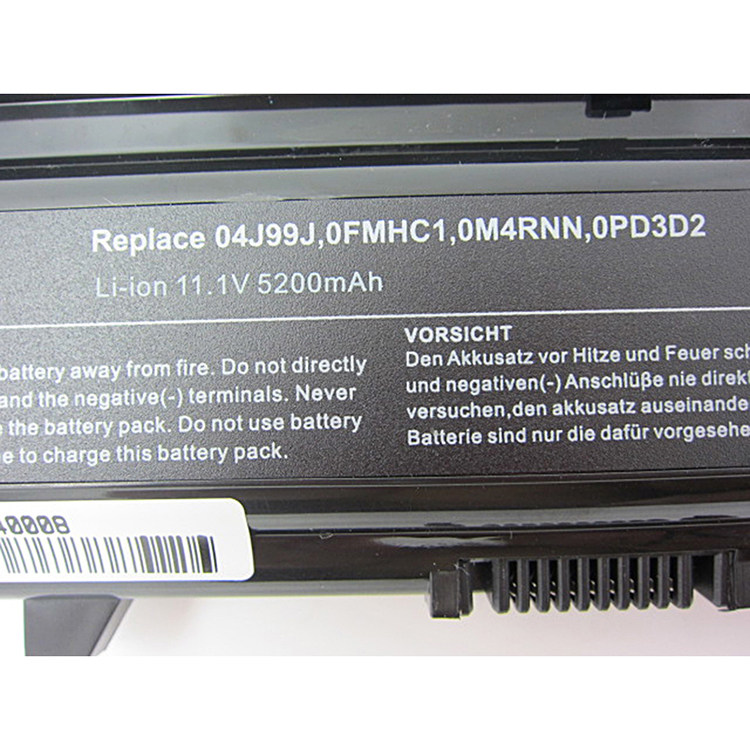 Replace 04J99J,0FMHC1,0M4RNN,0PD3D2
Li-ion 11.1V 5200mAh
battery away from fire. Do not directly
and the negative(-) terminals. Never
the battery pack. Do not use battery
to charge this battery pack.
VORSICHT
Den Akkusatz vor Hitze und Feuer
und negativen(-) Anschlüße nie
versuchen,den akkusatz
Batterie sind nur die dafür
40008